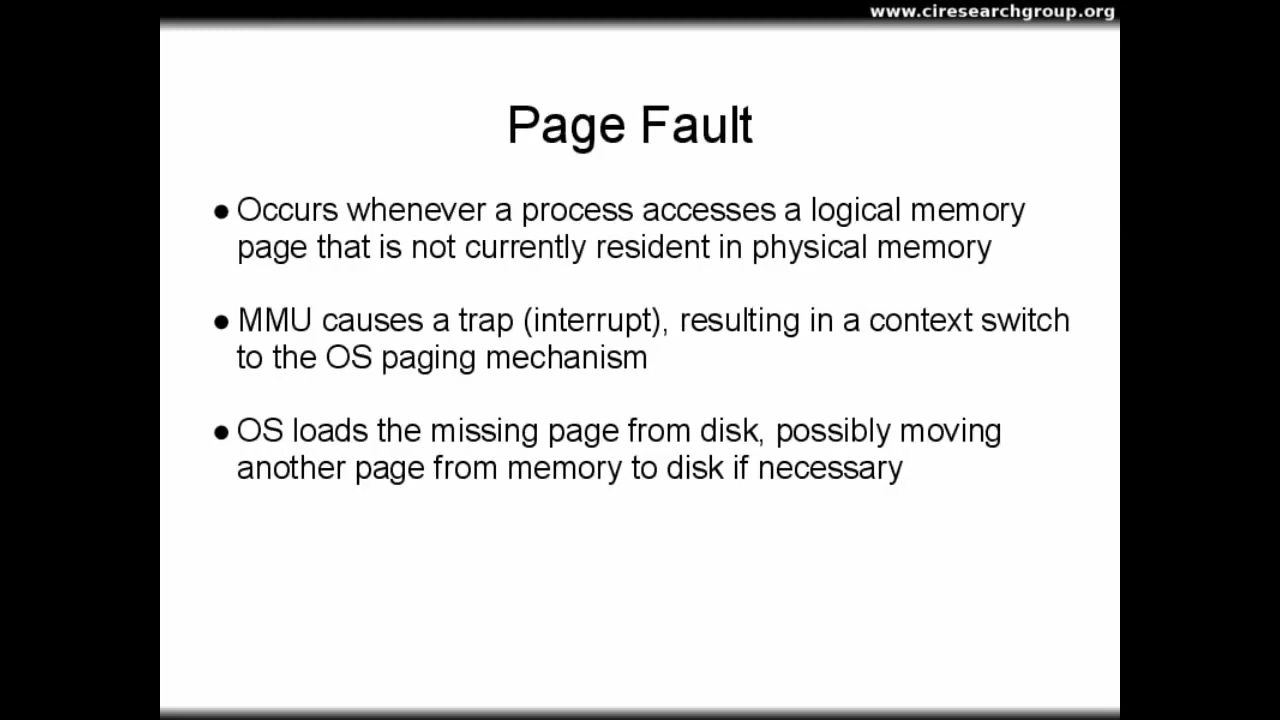 www.ciresearchgroup.org
Page Fault
● Occurs whenever a process accesses a logical memory
page that is not currently resident in physical memory
● MMU causes a trap (interrupt), resulting in a context switch
to the OS paging mechanism
● OS loads the missing page from disk, possibly moving
another page from memory to disk if necessary